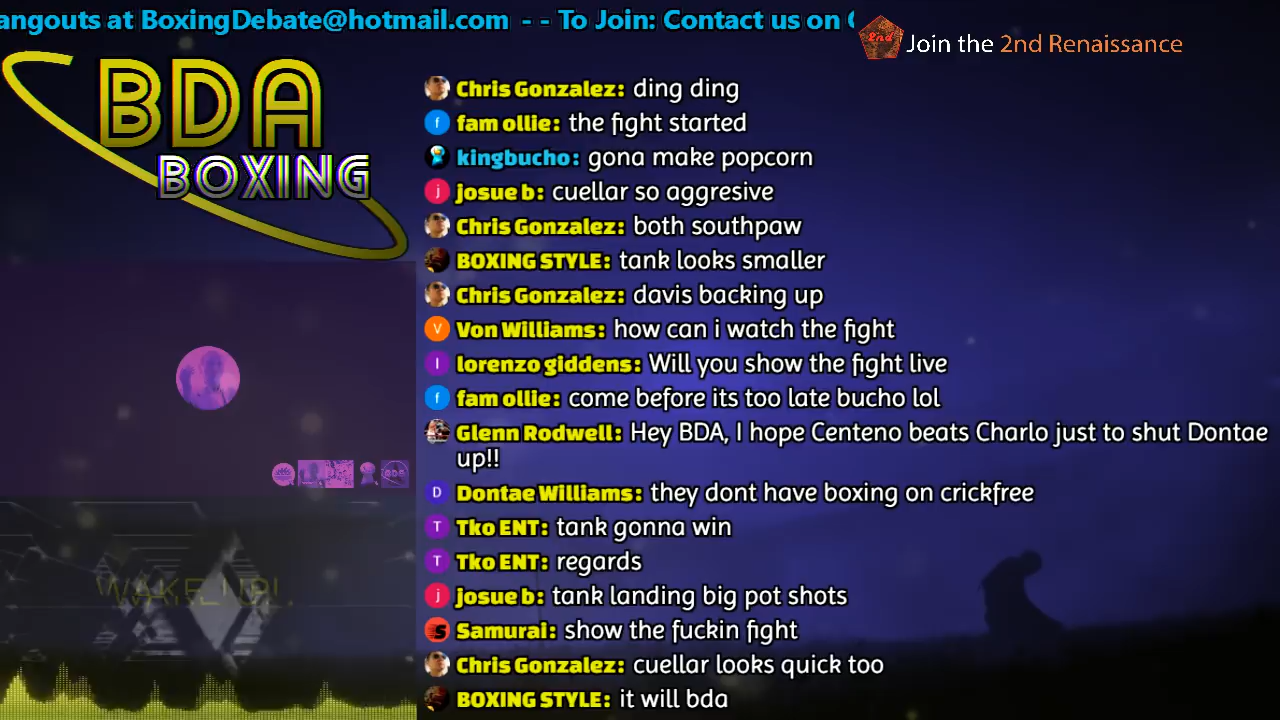 angouts at BoxingDebate@hotmail.com - - To Join: Contact us on
2nd
Join the 2nd Renaissance
BDA
BOXING
Chris Gonzalez: ding ding
f fam ollie: the fight started
kingbucho: gona make popcorn
j josue b: cuellar so aggresive
Chris Gonzalez: both southpaw
BOXING STYLE: tank looks smaller
Chris Gonzalez: davis backing up
V Von Williams: how can i watch the fight
l lorenzo giddens: Will you show the fight live
f fam ollie: come before its too late bucho lol
Glenn Rodwell: Hey BDA, I hope Centeno beats Charlo just to shut Dontae
up!!
D Dontae Williams: they dont have boxing on crickfree
T Tko ENT: tank gonna win
T Tko ENT: regards
j josue b: tank landing big pot shots
S Samurai: show the fuckin fight
Chris Gonzalez: cuellar looks quick too
BOXING STYLE: it will bda
WAKE UP!